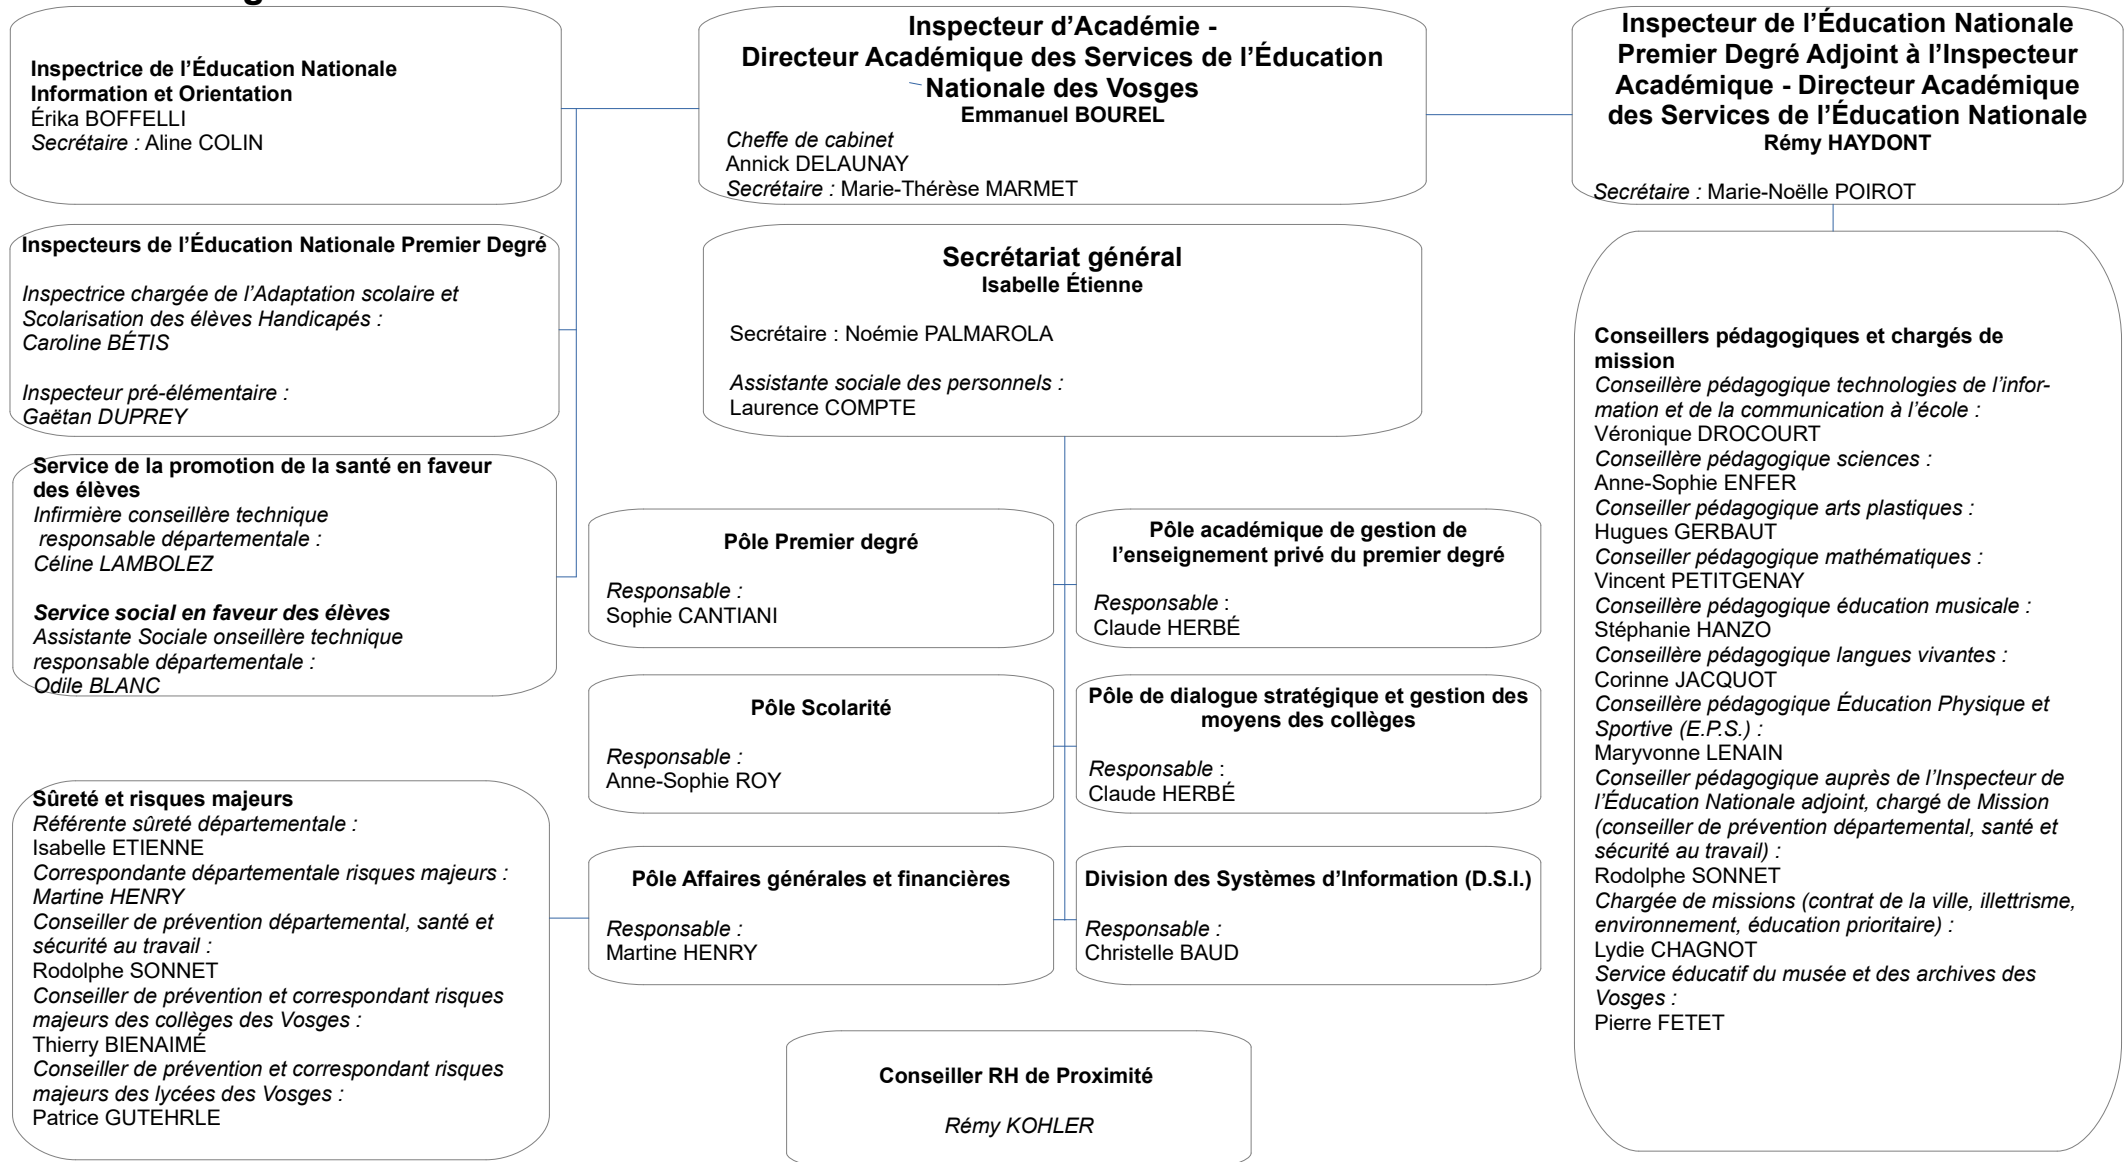 Inspectrice de l’Éducation Nationale
Information et Orientation
Érika BOFFELLI
Secrétaire : Aline COLIN
Inspecteur d’Académie -
Directeur Académique des Services de l’Éducation
Nationale des Vosges
Emmanuel BOUREL
Cheffe de cabinet
Annick DELAUNAY
Secrétaire : Marie-Thérèse MARMET
Inspecteur de l’Éducation Nationale
Premier Degré Adjoint à l’Inspecteur
Académique - Directeur Académique
des Services de l’Éducation Nationale
Rémy HAYDONT
Secrétaire : Marie-Noëlle POIROT
Inspecteurs de l’Éducation Nationale Premier Degré
Inspectrice chargée de l’Adaptation scolaire et
Scolarisation des élèves Handicapés :
Caroline BÉTIS
Inspecteur pré-élémentaire :
Gaëtan DUPREY
Secrétariat général
Isabelle Étienne
Secrétaire : Noémie PALMAROLA
Assistante sociale des personnels :
Laurence COMPTE
Service de la promotion de la santé en faveur
des élèves
Infirmière conseillère technique
responsable départementale :
Céline LAMBOLEZ
Service social en faveur des élèves
Assistante Sociale onseillère technique
responsable départementale :
Odile BLANC
Pôle Premier degré
Responsable :
Sophie CANTIANI
Pôle académique de gestion de
l’enseignement privé du premier degré
Responsable :
Claude HERBÉ
Pôle Scolarité
Responsable :
Anne-Sophie ROY
Pôle de dialogue stratégique et gestion des
moyens des collèges
Responsable :
Claude HERBÉ
Sûreté et risques majeurs
Référente sûreté départementale :
Isabelle ETIENNE
Correspondante départementale risques majeurs :
Martine HENRY
Conseiller de prévention départemental, santé et
sécurité au travail :
Rodolphe SONNET
Conseiller de prévention et correspondant risques
majeurs des collèges des Vosges :
Thierry BIENAIMÉ
Conseiller de prévention et correspondant risques
majeurs des lycées des Vosges :
Patrice GUTEHRLE
Pôle Affaires générales et financières
Responsable :
Martine HENRY
Division des Systèmes d’Information (D.S.I.)
Responsable :
Christelle BAUD
Conseiller RH de Proximité
Rémy KOHLER
Conseillers pédagogiques et chargés de
mission
Conseillère pédagogique technologies de l’infor-
mation et de la communication à l’école :
Véronique DROCOURT
Conseillère pédagogique sciences :
Anne-Sophie ENFER
Conseiller pédagogique arts plastiques :
Hugues GERBAUT
Conseiller pédagogique mathématiques :
Vincent PETITGENAY
Conseillère pédagogique éducation musicale :
Stéphanie HANZO
Conseillère pédagogique langues vivantes :
Corinne JACQUOT
Conseillère pédagogique Éducation Physique et
Sportive (E.P.S.) :
Maryvonne LENAIN
Conseiller pédagogique auprès de l’Inspecteur de
l’Éducation Nationale adjoint, chargé de Mission
(conseiller de prévention départemental, santé et
sécurité au travail) :
Rodolphe SONNET
Chargée de missions (contrat de la ville, illettrisme,
environnement, éducation prioritaire) :
Lydie CHAGNOT
Service éducatif du musée et des archives des
Vosges :
Pierre FETET